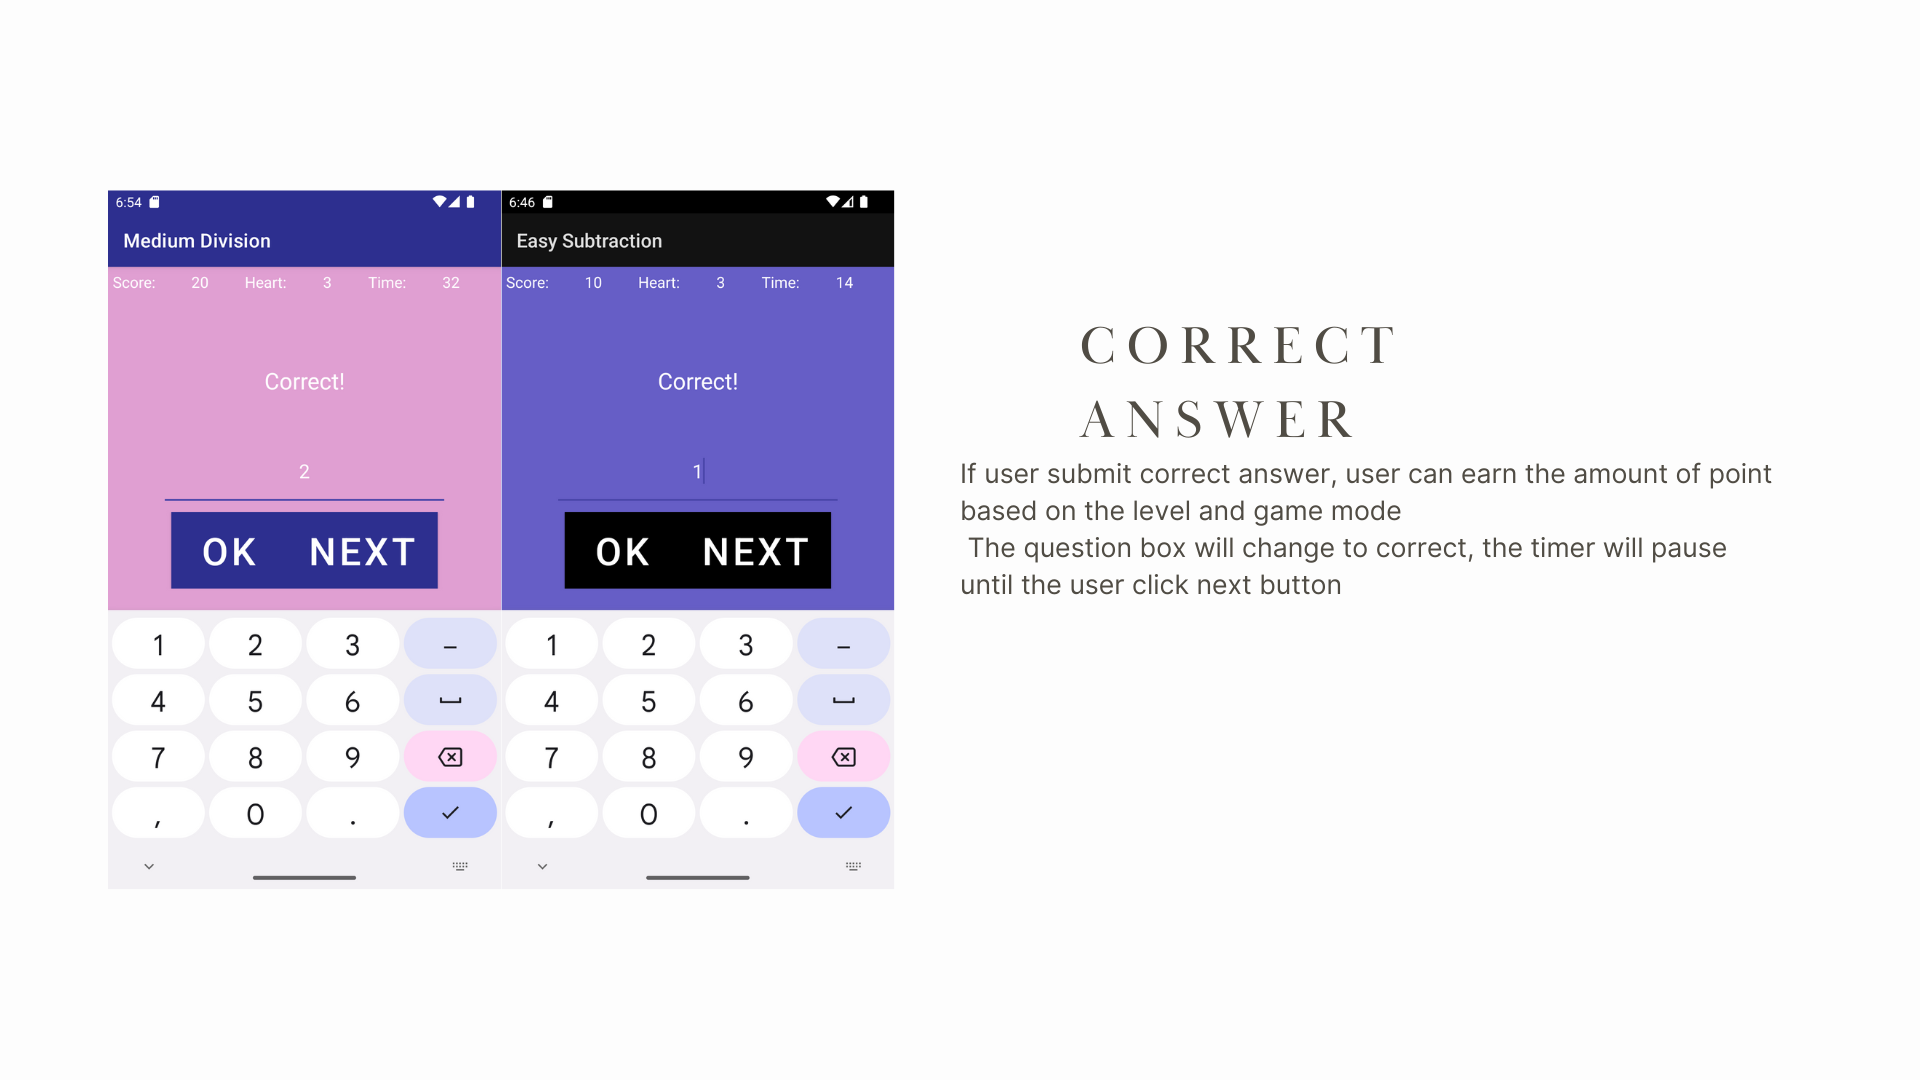 6:54
Medium Division
Score: 20 Heart: 3 Time: 32
Correct!
2
OK NEXT
1 2 3 –
4 5 6
7 8 9
, 0 .
6:46
Easy Subtraction
Score: 10 Heart: 3 Time: 14
Correct!
1
OK NEXT
1 2 3 –
4 5 6
7 8 9
, 0 .
CORRECT
ANSWER
If user submit correct answer, user can earn the amount of point
based on the level and game mode
The question box will change to correct, the timer will pause
until the user click next button